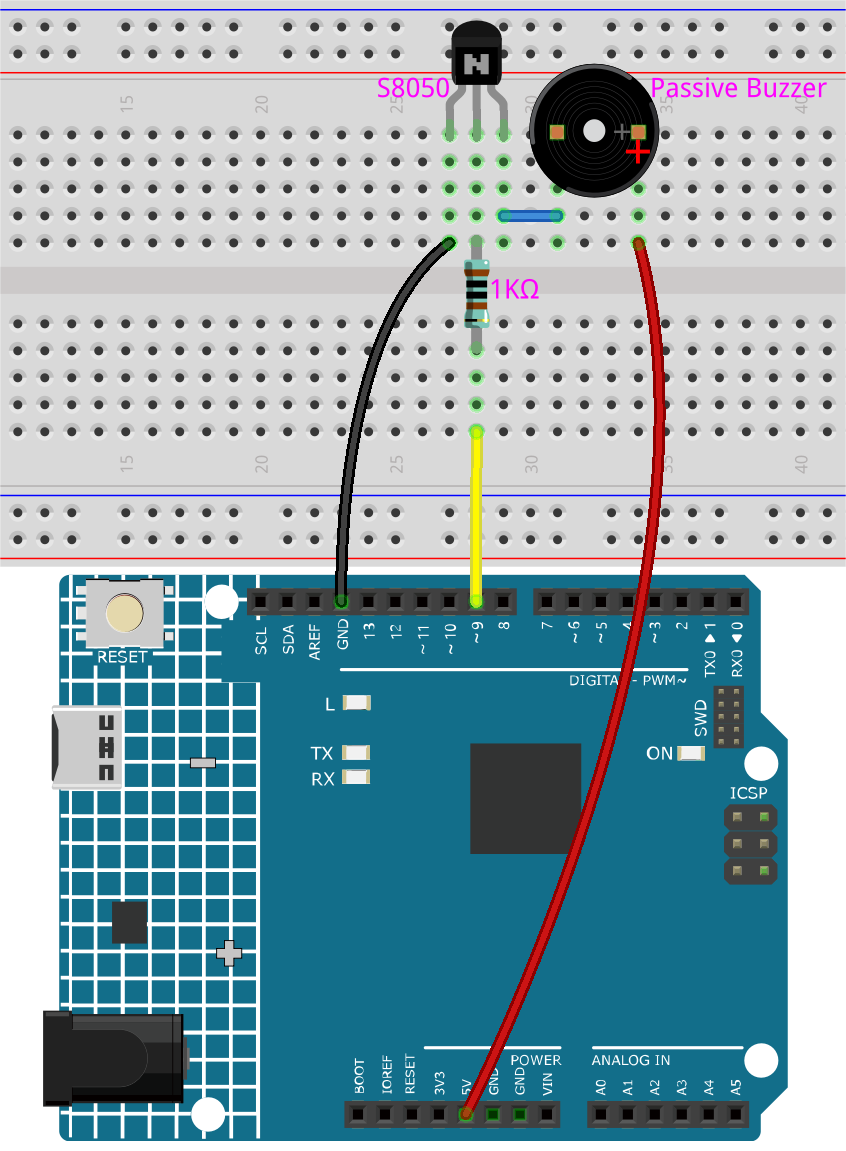 S8050
Passive Buzzer
15
20
25
35
40
N
1KΩ
15
20
25
30
35
40
SCL
SDA
AREF
GND
13
12
~11
~10
~9
8
7
~6
~5
4
~3
2
TX0▶1
RX0◀0
RESET
DIGITAL - PWM~
L
TX
RX
ON
SWD
ICSP
BOOT
IOREF
RESET
3V3
5V
GND
GND
VIN
POWER
ANALOG IN
A0
A1
A2
A3
A4
A5